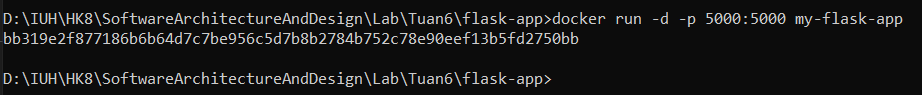 D:\IUH\HK8\SoftwareArchitectureAndDesign\Lab\Tuan6\flask-app>docker run -d -p 5000:5000 my-flask-app
bb319e2f877186b6b64d7c7be956c5d7b8b2784b752c78e90eef13b5fd2750bb
D:\IUH\HK8\SoftwareArchitectureAndDesign\Lab\Tuan6\flask-app>